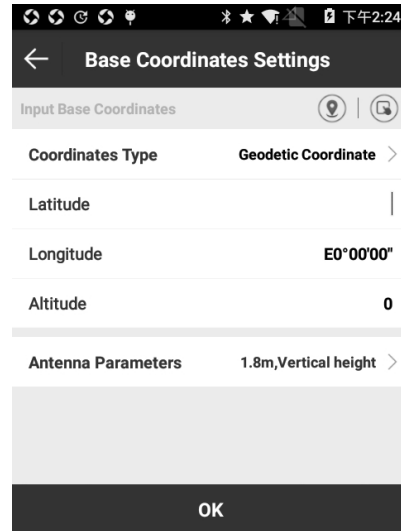 下午2:24
Base Coordinates Settings
Input Base Coordinates
Coordinates Type Geodetic Coordinate
Latitude
Longitude E0°00'00"
Altitude 0
Antenna Parameters 1.8m,Vertical height
OK